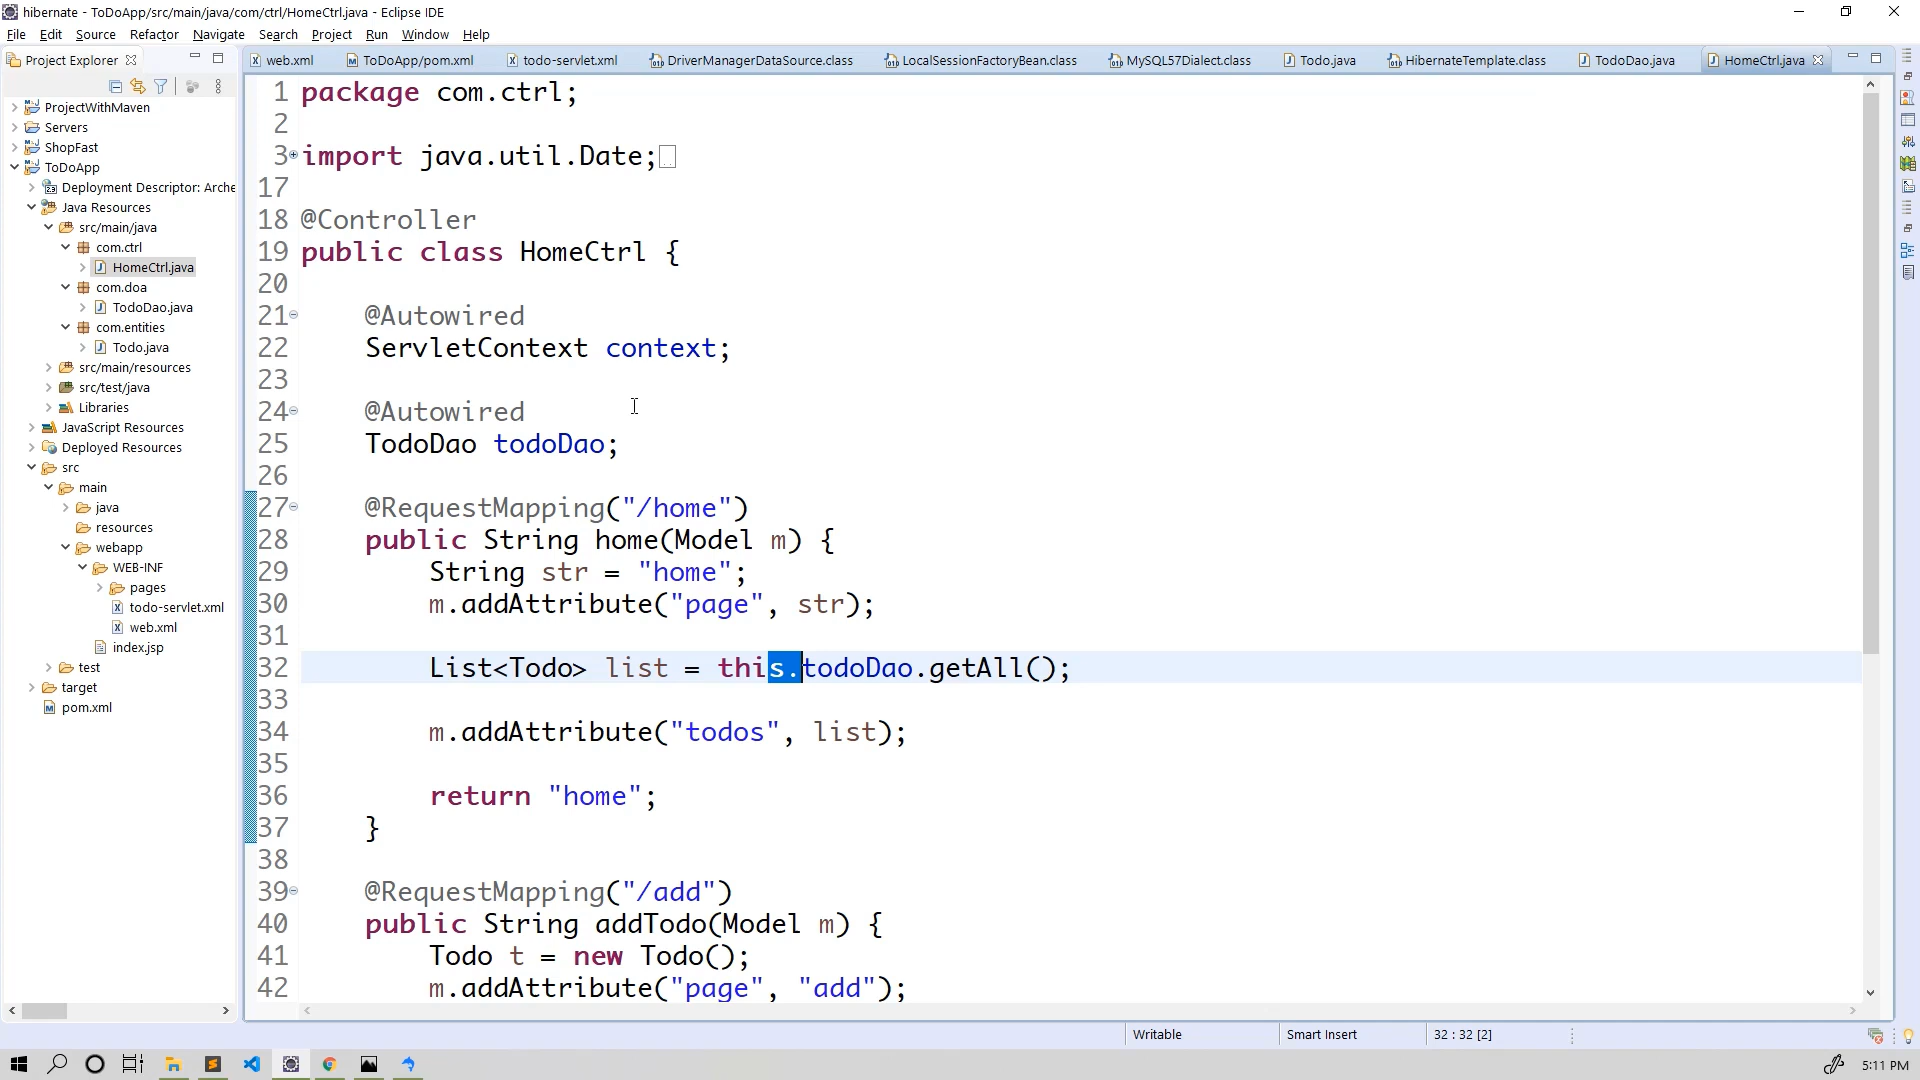 hibernate - ToDoApp/src/main/java/com/ctrl/HomeCtrl.java - Eclipse IDE
File Edit Source Refactor Navigate Search Project Run Window Help
Project Explorer
web.xml ToDoApp/pom.xml todo-servlet.xml DriverManagerDataSource.class LocalSessionFactoryBean.class MySQL57Dialect.class Todo.java HibernateTemplate.class TodoDao.java HomeCtrl.java
ProjectWithMaven
Servers
ShopFast
ToDoApp
Deployment Descriptor: Arche
Java Resources
src/main/java
com.ctrl
HomeCtrl.java
com.doa
TodoDao.java
com.entities
Todo.java
src/main/resources
src/test/java
Libraries
JavaScript Resources
Deployed Resources
src
main
java
resources
webapp
WEB-INF
pages
todo-servlet.xml
web.xml
index.jsp
test
target
pom.xml
1 package com.ctrl;
2
3 import java.util.Date;
17
18 @Controller
19 public class HomeCtrl {
20
21 @Autowired
22 ServletContext context;
23
24 @Autowired
25 TodoDao todoDao;
26
27 @RequestMapping("/home")
28 public String home(Model m) {
29 String str = "home";
30 m.addAttribute("page", str);
31
32 List<Todo> list = this.todoDao.getAll();
33
34 m.addAttribute("todos", list);
35
36 return "home";
37 }
38
39 @RequestMapping("/add")
40 public String addTodo(Model m) {
41 Todo t = new Todo();
42 m.addAttribute("page", "add");
Writable Smart Insert 32 : 32 [2]
5:11 PM